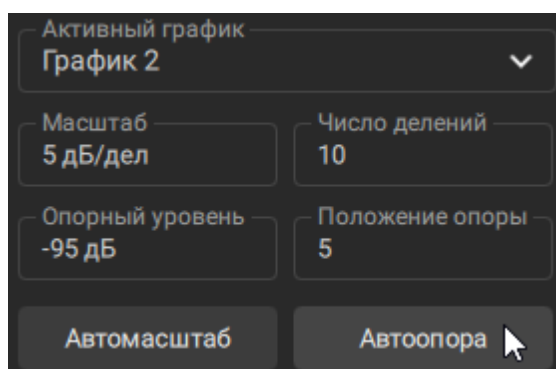 Активный график
График 2
Масштаб
Число делений
5 дБ/дел
10
Опорный уровень
Положение опоры
-95 дБ
5
Автомасштаб
Автоопора